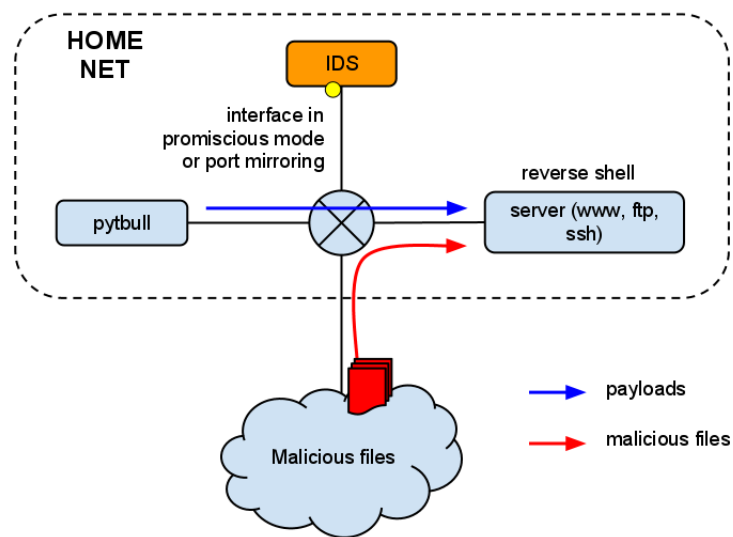 HOME
NET
IDS
interface in
promiscious mode
or port mirroring
reverse shell
pytbull
server (www, ftp,
ssh)
payloads
malicious files
Malicious files